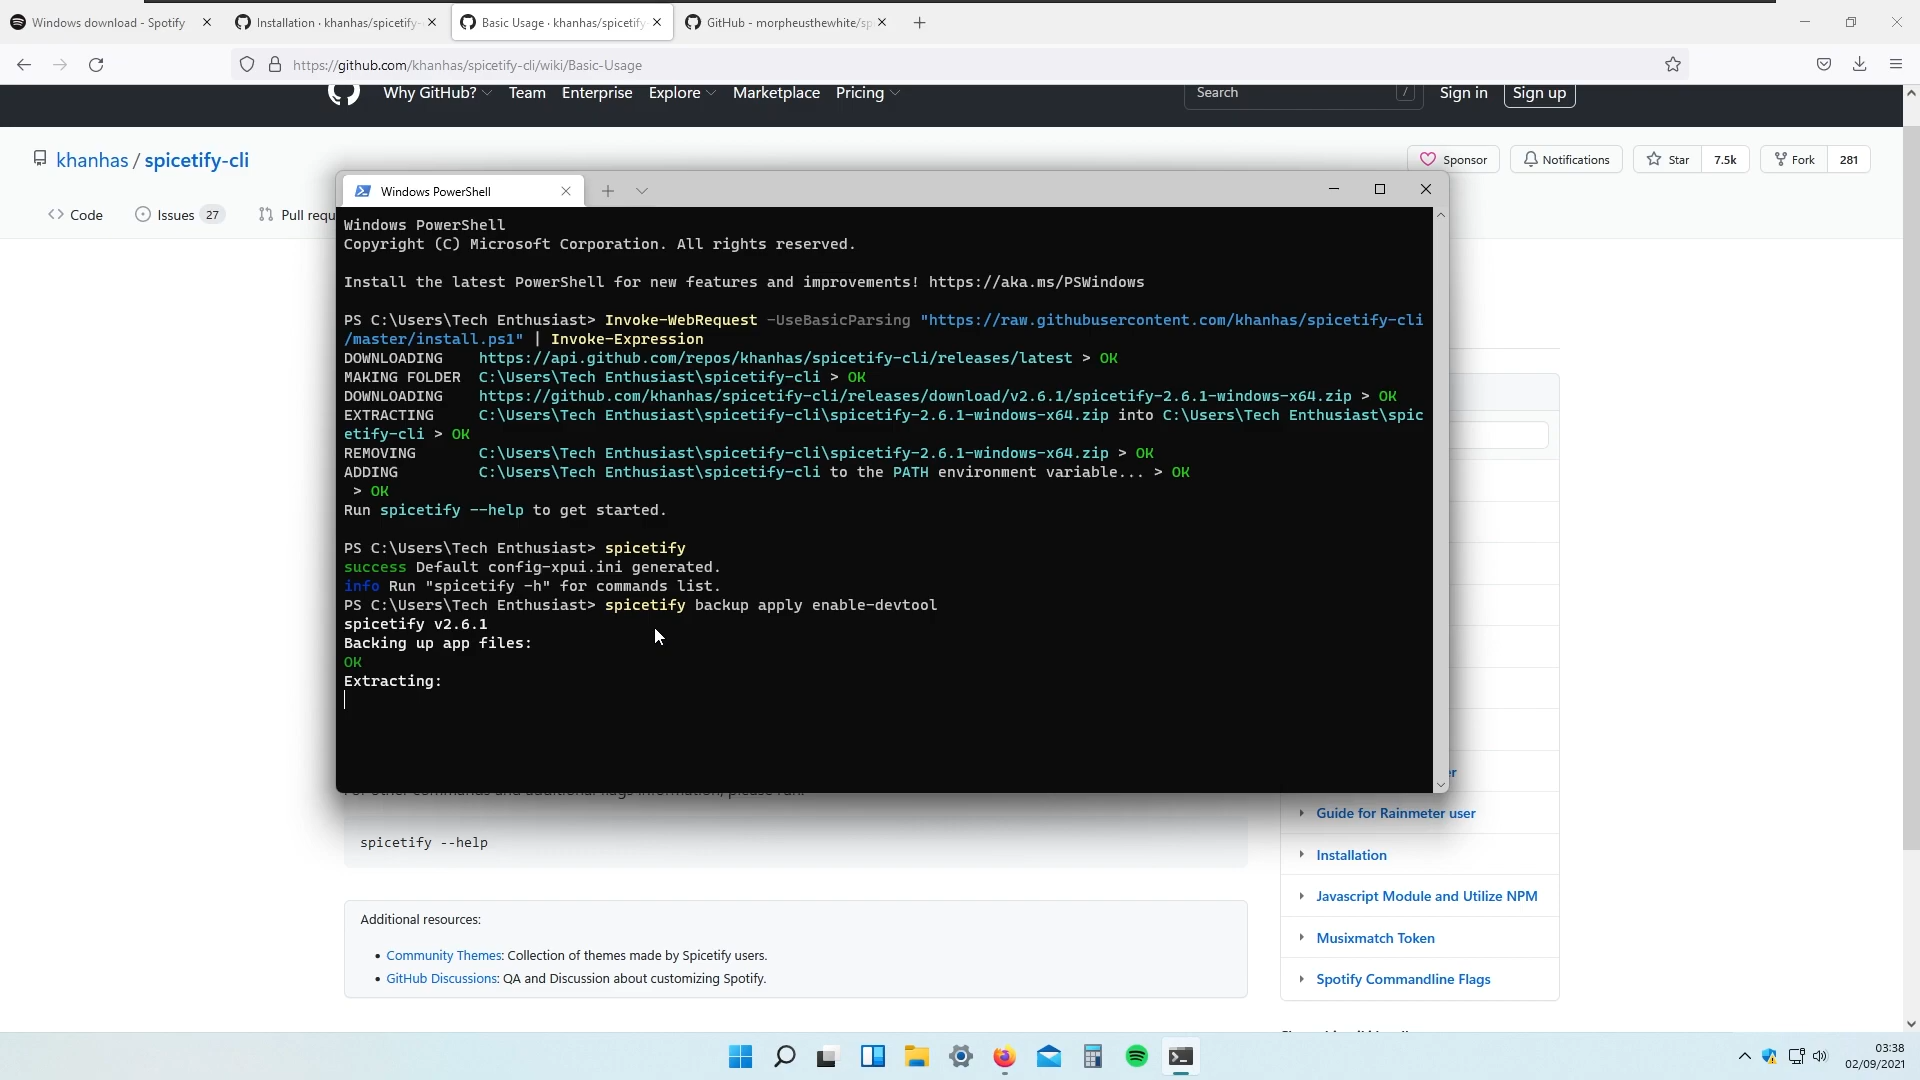 Windows download - Spotify
Installation · khanhas/spicetify-
Basic Usage · khanhas/spicetify
GitHub - morpheusthewhite/sp
https://github.com/khanhas/spicetify-cli/wiki/Basic-Usage
Why GitHub? Team Enterprise Explore Marketplace Pricing Search / Sign in Sign up
khanhas / spicetify-cli
Sponsor Notifications Star 7.5k Fork 281
Code Issues 27 Pull requ
Windows PowerShell
Windows PowerShell
Copyright (C) Microsoft Corporation. All rights reserved.
Install the latest PowerShell for new features and improvements! https://aka.ms/PSWindows
PS C:\Users\Tech Enthusiast> Invoke-WebRequest -UseBasicParsing "https://raw.githubusercontent.com/khanhas/spicetify-cli
/master/install.ps1" | Invoke-Expression
DOWNLOADING https://api.github.com/repos/khanhas/spicetify-cli/releases/latest > OK
MAKING FOLDER C:\Users\Tech Enthusiast\spicetify-cli > OK
DOWNLOADING https://github.com/khanhas/spicetify-cli/releases/download/v2.6.1/spicetify-2.6.1-windows-x64.zip > OK
EXTRACTING C:\Users\Tech Enthusiast\spicetify-cli\spicetify-2.6.1-windows-x64.zip into C:\Users\Tech Enthusiast\spic
etify-cli > OK
REMOVING C:\Users\Tech Enthusiast\spicetify-cli\spicetify-2.6.1-windows-x64.zip > OK
ADDING C:\Users\Tech Enthusiast\spicetify-cli to the PATH environment variable... > OK
> OK
Run spicetify --help to get started.
PS C:\Users\Tech Enthusiast> spicetify
success Default config-xpui.ini generated.
info Run "spicetify -h" for commands list.
PS C:\Users\Tech Enthusiast> spicetify backup apply enable-devtool
spicetify v2.6.1
Backing up app files:
OK
Extracting:
er
For other commands and additional flags information, please run:
Guide for Rainmeter user
spicetify --help
Installation
Javascript Module and Utilize NPM
Additional resources:
Musixmatch Token
Community Themes: Collection of themes made by Spicetify users.
GitHub Discussions: QA and Discussion about customizing Spotify.
Spotify Commandline Flags
03:38
02/09/2021